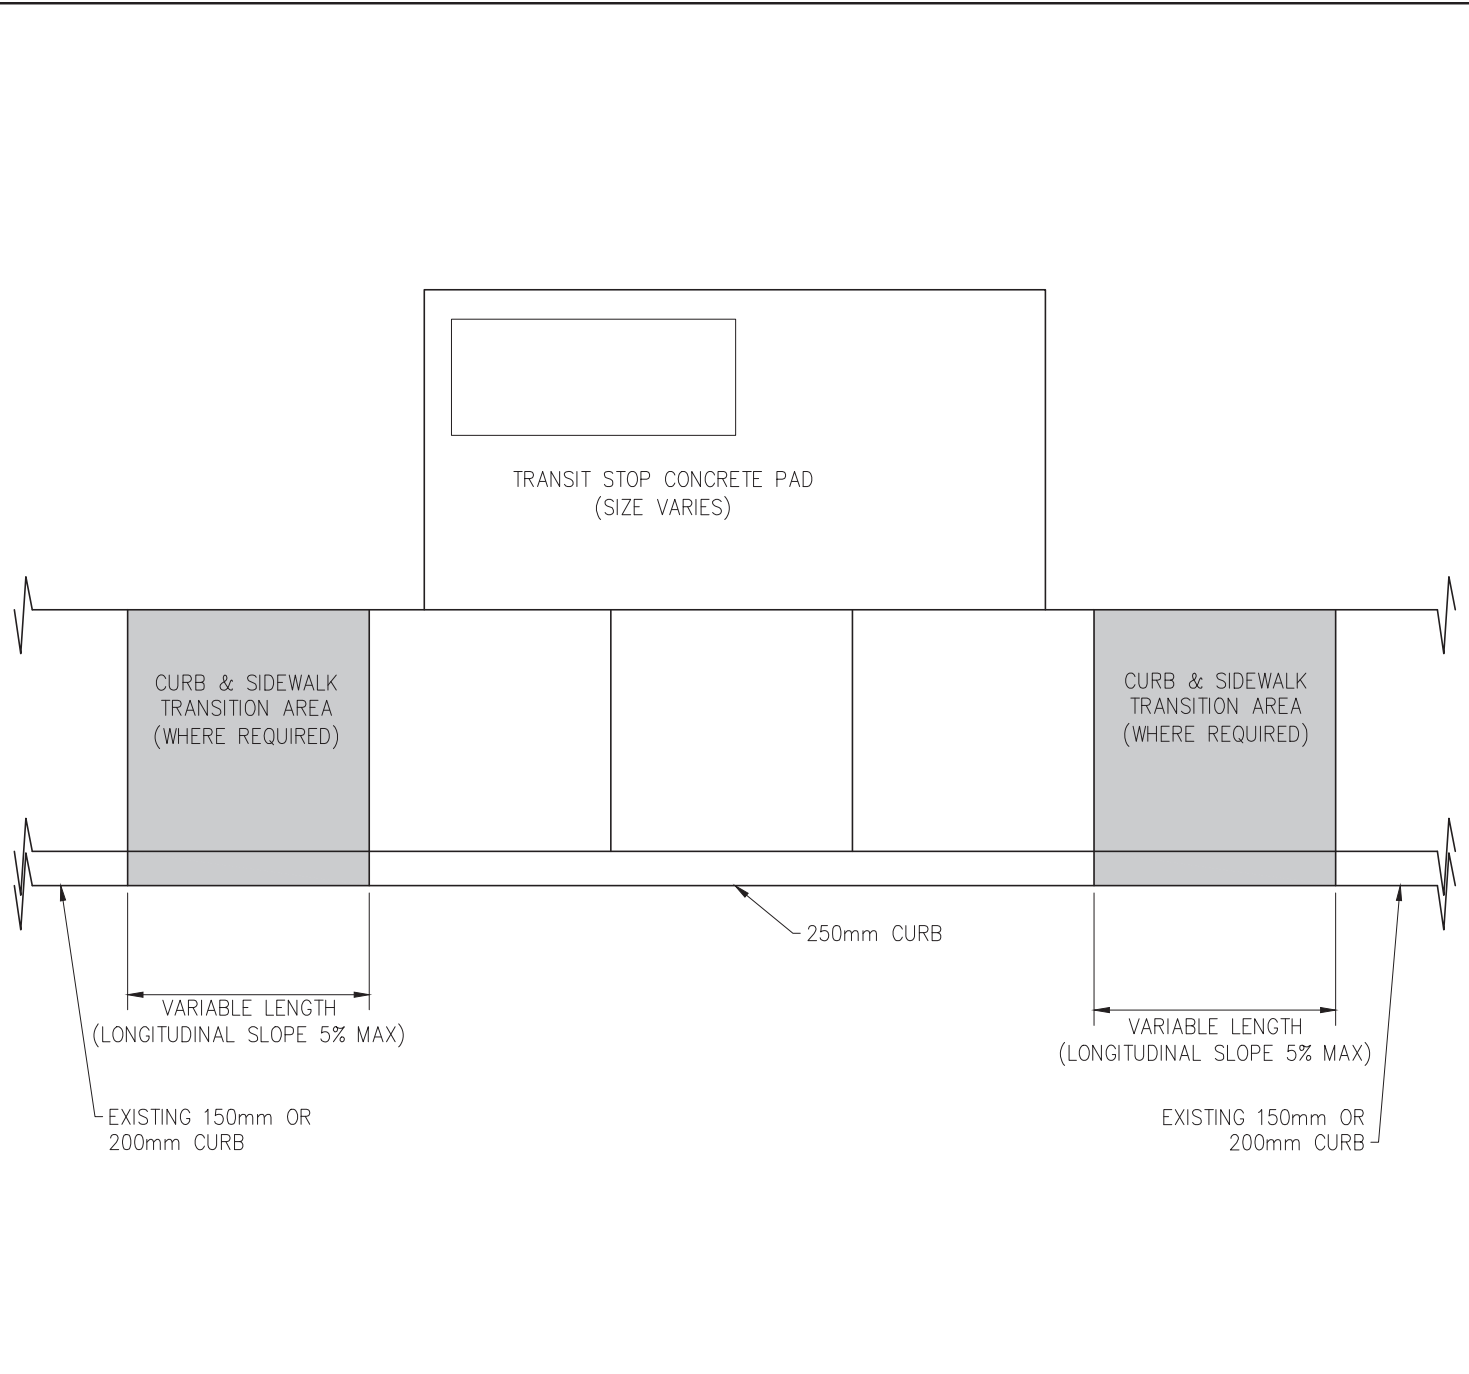 TRANSIT STOP CONCRETE PAD
(SIZE VARIES)
CURB & SIDEWALK
TRANSITION AREA
(WHERE REQUIRED)
CURB & SIDEWALK
TRANSITION AREA
(WHERE REQUIRED)
250mm CURB
VARIABLE LENGTH
(LONGITUDINAL SLOPE 5% MAX)
VARIABLE LENGTH
(LONGITUDINAL SLOPE 5% MAX)
EXISTING 150mm OR
200mm CURB
EXISTING 150mm OR
200mm CURB